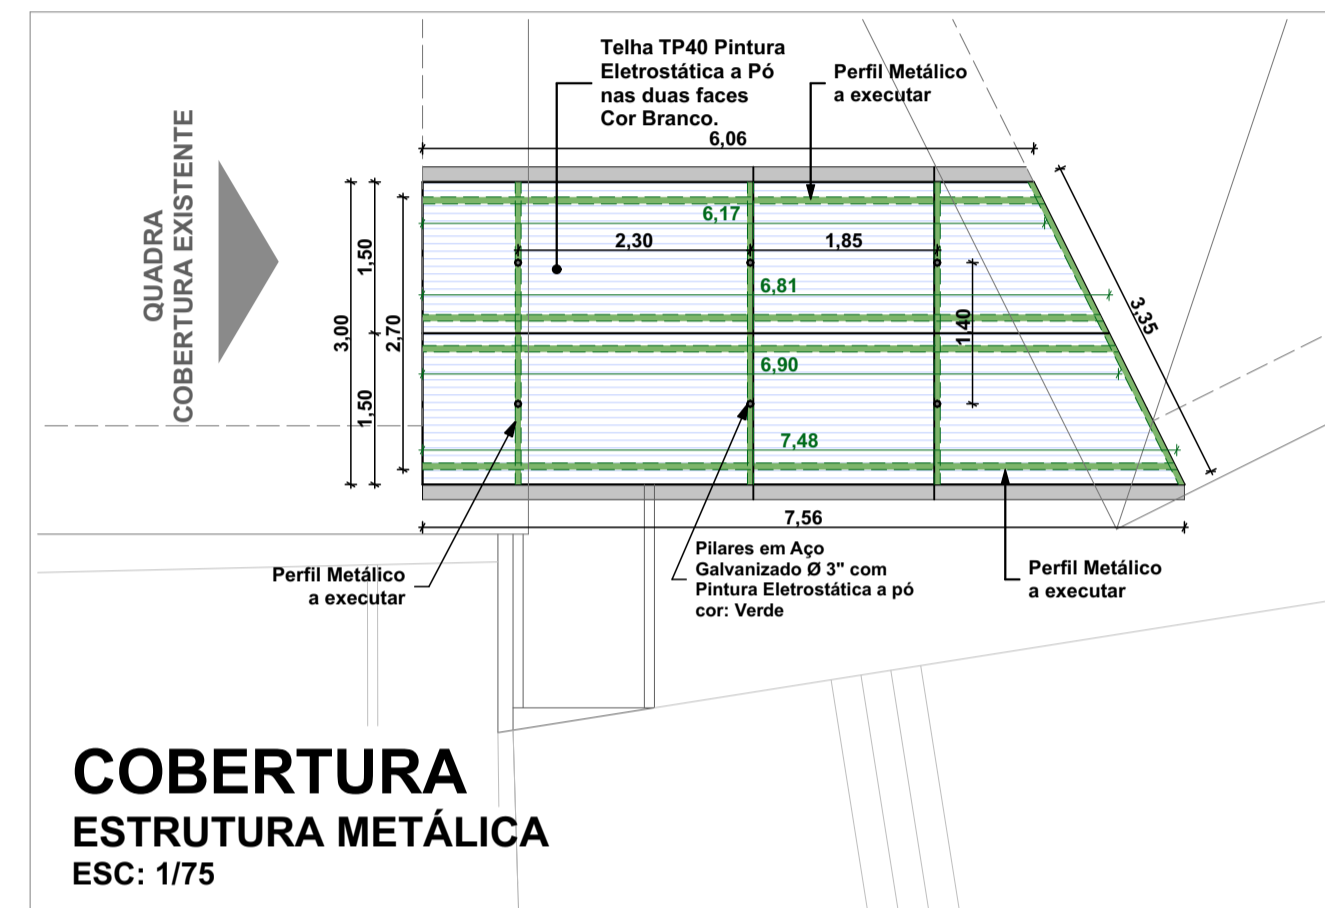 Telha TP40 Pintura
Eletrostática a Pó
nas duas faces
Cor Branco.
Perfil Metálico
a executar
6,06
QUADRA
COBERTURA EXISTENTE
6,17
2,30
1,85
1,50
6,81
3,35
3,00
2,70
1,40
6,90
1,50
7,48
7,56
Pilares em Aço
Galvanizado Ø 3" com
Pintura Eletrostática a pó
cor: Verde
Perfil Metálico
a executar
Perfil Metálico
a executar
COBERTURA
ESTRUTURA METÁLICA
ESC: 1/75